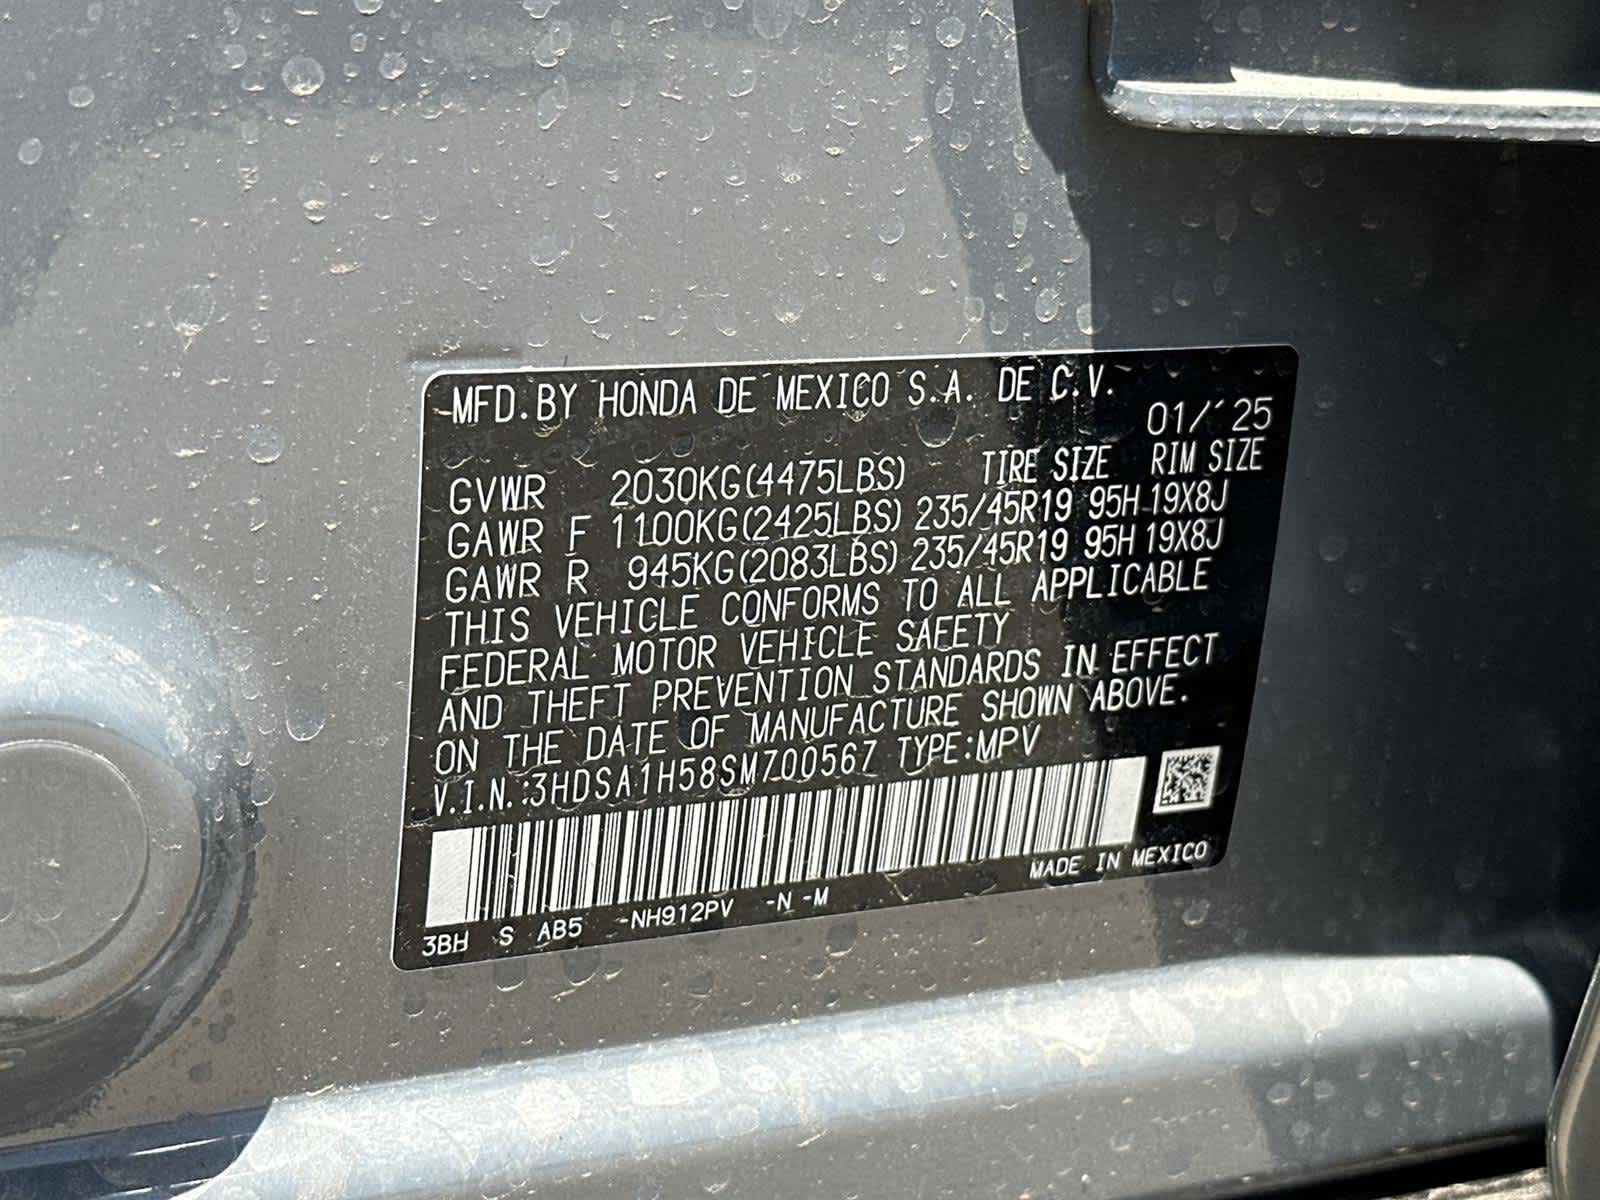 MFD.BY HONDA DE MEXICO S.A. DE C.V.
01/´25
GVWR 2030KG(4475LBS) TIRE SIZE RIM SIZE
GAWR F 1100KG(2425LBS) 235/45R19 95H 19X8J
GAWR R 945KG(2083LBS) 235/45R19 95H 19X8J
THIS VEHICLE CONFORMS TO ALL APPLICABLE
FEDERAL MOTOR VEHICLE SAFETY
AND THEFT PREVENTION STANDARDS IN EFFECT
ON THE DATE OF MANUFACTURE SHOWN ABOVE.
V.I.N.:3HDSA1H58SM700567 TYPE:MPV
MADE IN MEXICO
3BH S AB5 -NH912PV -N -M